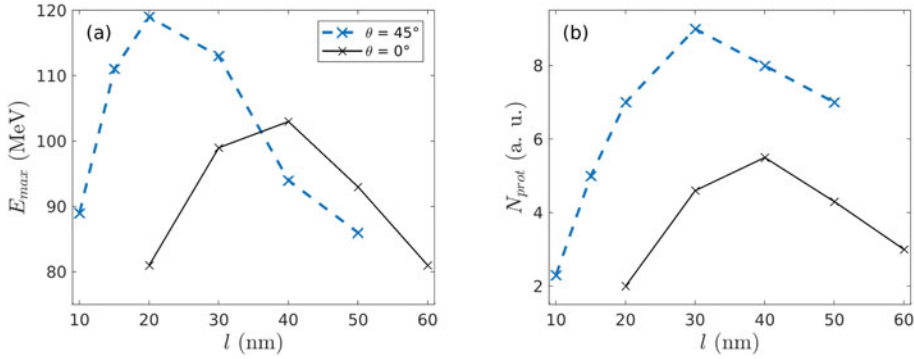 (a)
θ = 45°
θ = 0°
120
110
100
90
80
E_max (MeV)
10 20 30 40 50 60
l (nm)
(b)
8
6
4
2
N_prot (a. u.)
10 20 30 40 50 60
l (nm)